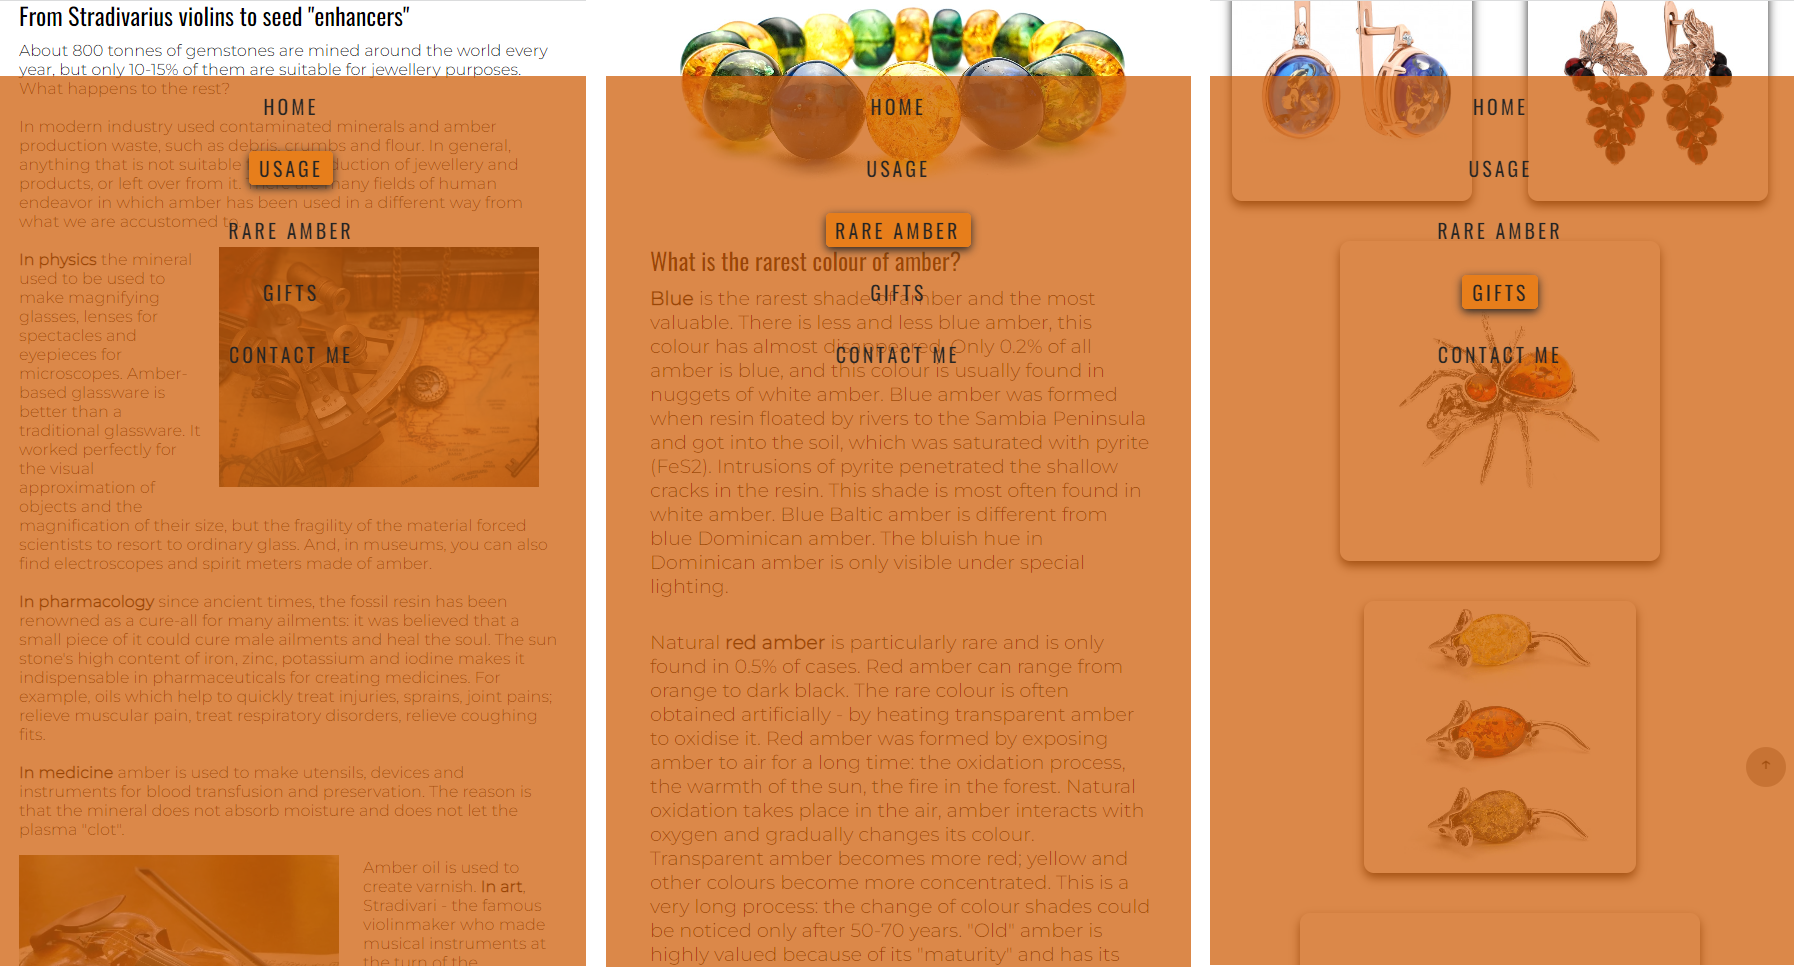 From Stradivarius violins to seed "enhancers"
About 800 tonnes of gemstones are mined around the world every
year, but only 10-15% of them are suitable for jewellery purposes.
What happens to the rest?
HOME
In modern industry used contaminated minerals and amber
production waste, such as debris, crumbs and flour. In general,
anything that is not suitable duction of jewellery and
USAGE
products, or left over from it. There are many fields of human
endeavor in which amber has been used in a different way from
what we are accustomed to
RARE AMBER
In physics the mineral
used to be used to
make magnifying
GIFTS
glasses, lenses for
spectacles and
eyepieces for
CONTACT ME
microscopes. Amber-
based glassware is
better than a
traditional glassware. It
worked perfectly for
the visual
approximation of
objects and the
magnification of their size, but the fragility of the material forced
scientists to resort to ordinary glass. And, in museums, you can also
find electroscopes and spirit meters made of amber.
In pharmacology since ancient times, the fossil resin has been
renowned as a cure-all for many ailments: it was believed that a
small piece of it could cure male ailments and heal the soul. The sun
stone's high content of iron, zinc, potassium and iodine makes it
indispensable in pharmaceuticals for creating medicines. For
example, oils which help to quickly treat injuries, sprains, joint pains;
relieve muscular pain, treat respiratory disorders, relieve coughing
fits.
In medicine amber is used to make utensils, devices and
instruments for blood transfusion and preservation. The reason is
that the mineral does not absorb moisture and does not let the
plasma "clot".
Amber oil is used to
create varnish. In art,
Stradivari - the famous
violinmaker who made
musical instruments at
the turn of the
HOME
USAGE
RARE AMBER
What is the rarest colour of amber?
GIFTS
Blue is the rarest shade of amber and the most
valuable. There is less and less blue amber, this
colour has almost disappeared. Only 0.2% of all
CONTACT ME
amber is blue, and this colour is usually found in
nuggets of white amber. Blue amber was formed
when resin floated by rivers to the Sambia Peninsula
and got into the soil, which was saturated with pyrite
(FeS2). Intrusions of pyrite penetrated the shallow
cracks in the resin. This shade is most often found in
white amber. Blue Baltic amber is different from
blue Dominican amber. The bluish hue in
Dominican amber is only visible under special
lighting.
Natural red amber is particularly rare and is only
found in 0.5% of cases. Red amber can range from
orange to dark black. The rare colour is often
obtained artificially - by heating transparent amber
to oxidise it. Red amber was formed by exposing
amber to air for a long time: the oxidation process,
the warmth of the sun, the fire in the forest. Natural
oxidation takes place in the air, amber interacts with
oxygen and gradually changes its colour.
Transparent amber becomes more red; yellow and
other colours become more concentrated. This is a
very long process: the change of colour shades could
be noticed only after 50-70 years. "Old" amber is
highly valued because of its "maturity" and has its
HOME
USAGE
RARE AMBER
GIFTS
CONTACT ME
↑